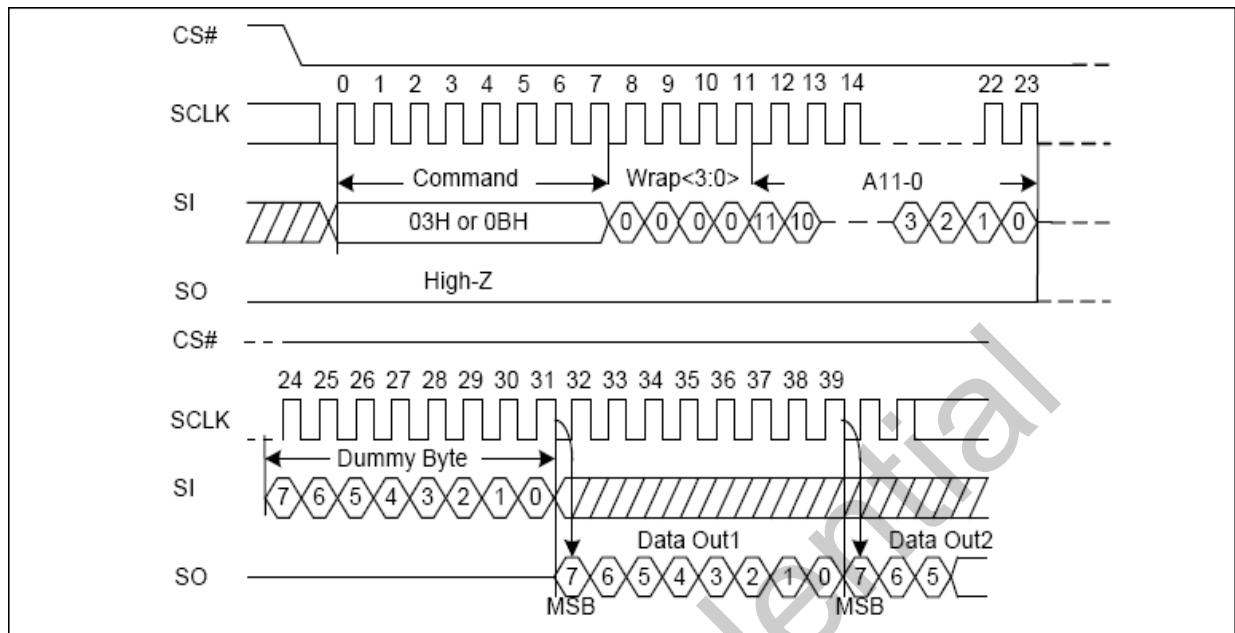 CS#
0 1 2 3 4 5 6 7 8 9 10 11 12 13 14 22 23
SCLK
Command Wrap<3:0> A11-0
SI
03H or 0BH 0 0 0 0 11 10 3 2 1 0
High-Z
SO
CS#
24 25 26 27 28 29 30 31 32 33 34 35 36 37 38 39
SCLK
Dummy Byte
SI
7 6 5 4 3 2 1 0
Data Out1 Data Out2
SO
7 6 5 4 3 2 1 0 7 6 5
MSB MSB